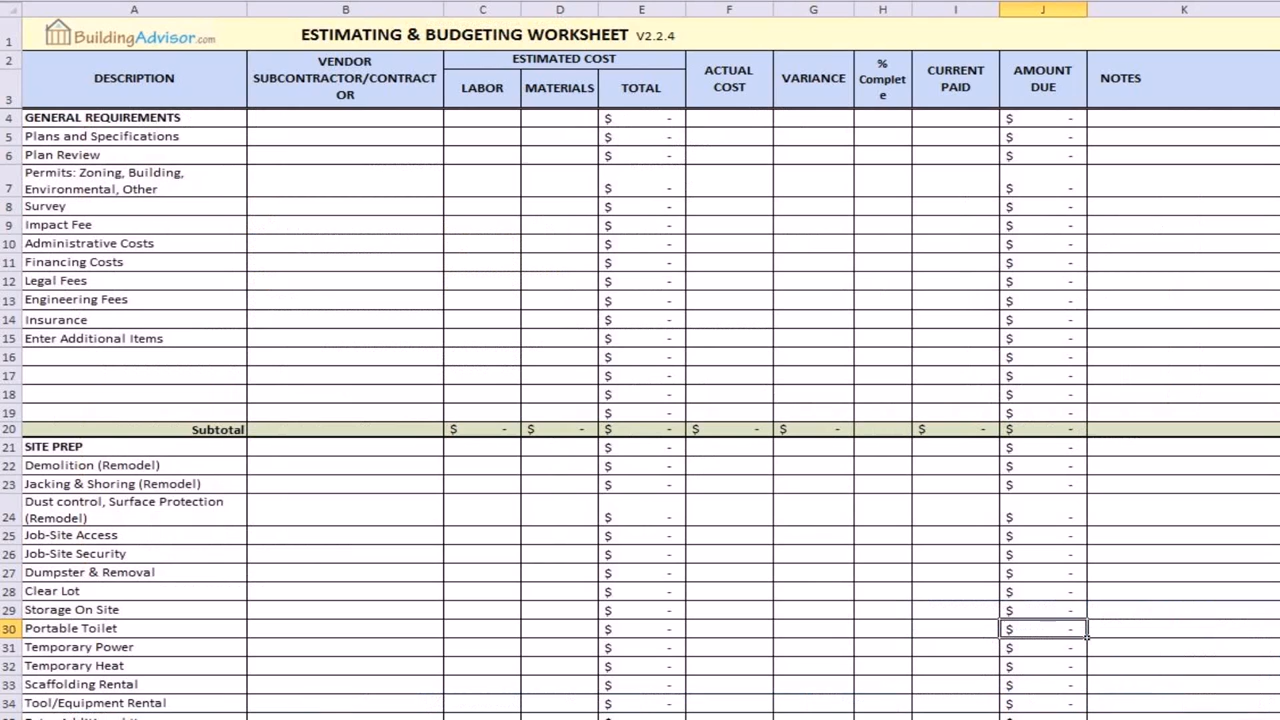 A B C D E F G H I J K
1 BuildingAdvisor.com ESTIMATING & BUDGETING WORKSHEET V2.2.4
2 VENDOR ESTIMATED COST %
DESCRIPTION SUBCONTRACTOR/CONTRACT ACTUAL VARIANCE Complet CURRENT AMOUNT NOTES
3 OR LABOR MATERIALS TOTAL COST e PAID DUE
4 GENERAL REQUIREMENTS $ - $ -
5 Plans and Specifications $ - $ -
6 Plan Review $ - $ -
Permits: Zoning, Building,
7 Environmental, Other $ - $ -
8 Survey $ - $ -
9 Impact Fee $ - $ -
10 Administrative Costs $ - $ -
11 Financing Costs $ - $ -
12 Legal Fees $ - $ -
13 Engineering Fees $ - $ -
14 Insurance $ - $ -
15 Enter Additional Items $ - $ -
16 $ - $ -
17 $ - $ -
18 $ - $ -
19 $ - $ -
20 Subtotal $ - $ - $ - $ - $ - $ - $ -
21 SITE PREP $ - $ -
22 Demolition (Remodel) $ - $ -
23 Jacking & Shoring (Remodel) $ - $ -
Dust control, Surface Protection
24 (Remodel) $ - $ -
25 Job-Site Access $ - $ -
26 Job-Site Security $ - $ -
27 Dumpster & Removal $ - $ -
28 Clear Lot $ - $ -
29 Storage On Site $ - $ -
30 Portable Toilet $ - $ -
31 Temporary Power $ - $ -
32 Temporary Heat $ - $ -
33 Scaffolding Rental $ - $ -
34 Tool/Equipment Rental $ - $ -